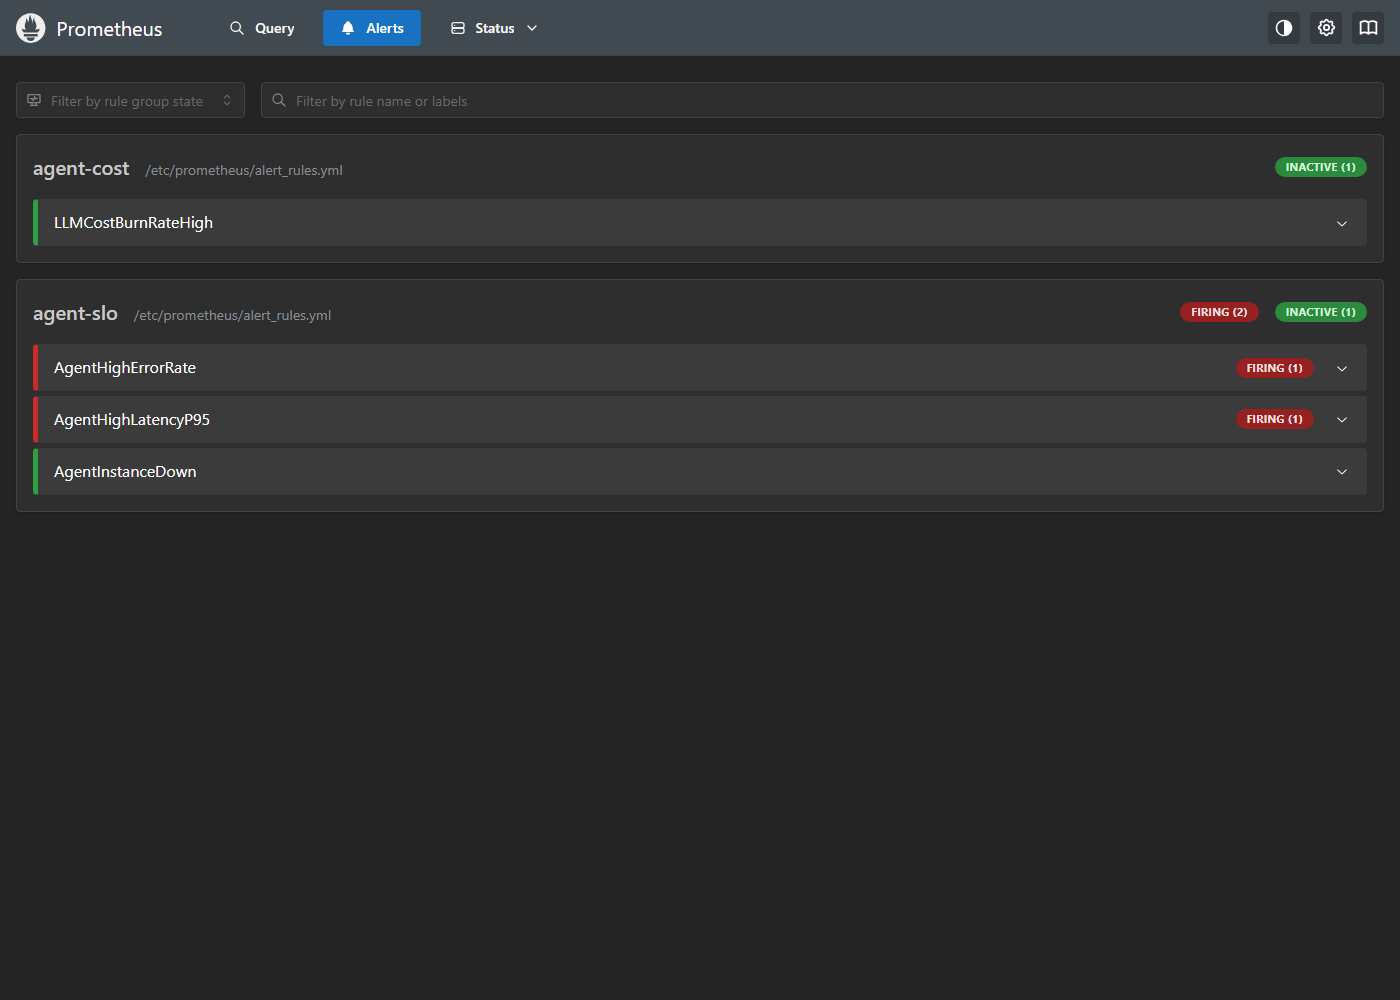 Prometheus Query Alerts Status
Filter by rule group state Filter by rule name or labels
agent-cost /etc/prometheus/alert_rules.yml INACTIVE (1)
LLMCostBurnRateHigh
agent-slo /etc/prometheus/alert_rules.yml FIRING (2) INACTIVE (1)
AgentHighErrorRate FIRING (1)
AgentHighLatencyP95 FIRING (1)
AgentInstanceDown